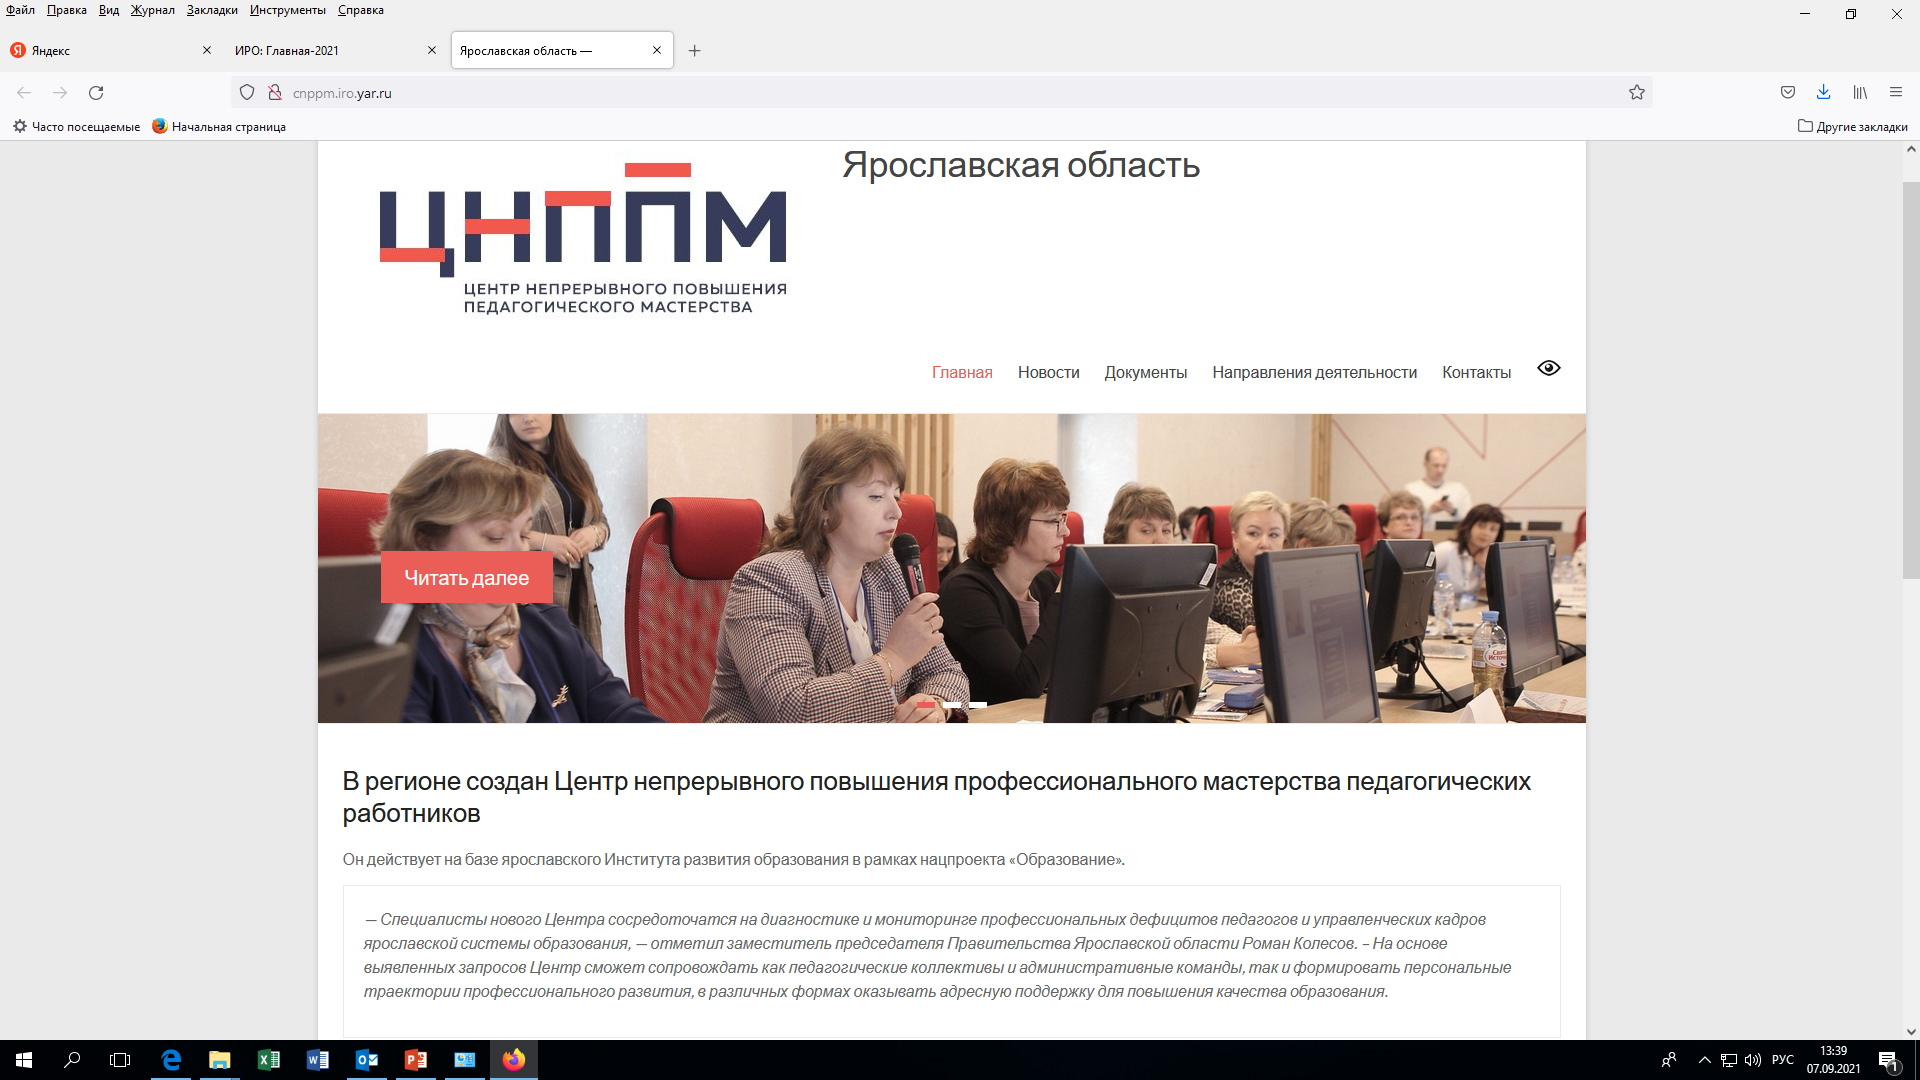 Файл Правка Вид Журнал Закладки Инструменты Справка
Яндекс
ИРО: Главная-2021
Ярославская область —
cnppm.iro.yar.ru
Часто посещаемые
Начальная страница
Другие закладки
ЦНППМ
ЦЕНТР НЕПРЕРЫВНОГО ПОВЫШЕНИЯ
ПЕДАГОГИЧЕСКОГО МАСТЕРСТВА
Ярославская область
Главная Новости Документы Направления деятельности Контакты
Читать далее
В регионе создан Центр непрерывного повышения профессионального мастерства педагогических
работников
Он действует на базе ярославского Института развития образования в рамках нацпроекта «Образование».
— Специалисты нового Центра сосредоточатся на диагностике и мониторинге профессиональных дефицитов педагогов и управленческих кадров
ярославской системы образования, — отметил заместитель председателя Правительства Ярославской области Роман Колесов. – На основе
выявленных запросов Центр сможет сопровождать как педагогические коллективы и административные команды, так и формировать персональные
траектории профессионального развития, в различных формах оказывать адресную поддержку для повышения качества образования.
РУС
13:39
07.09.2021
1